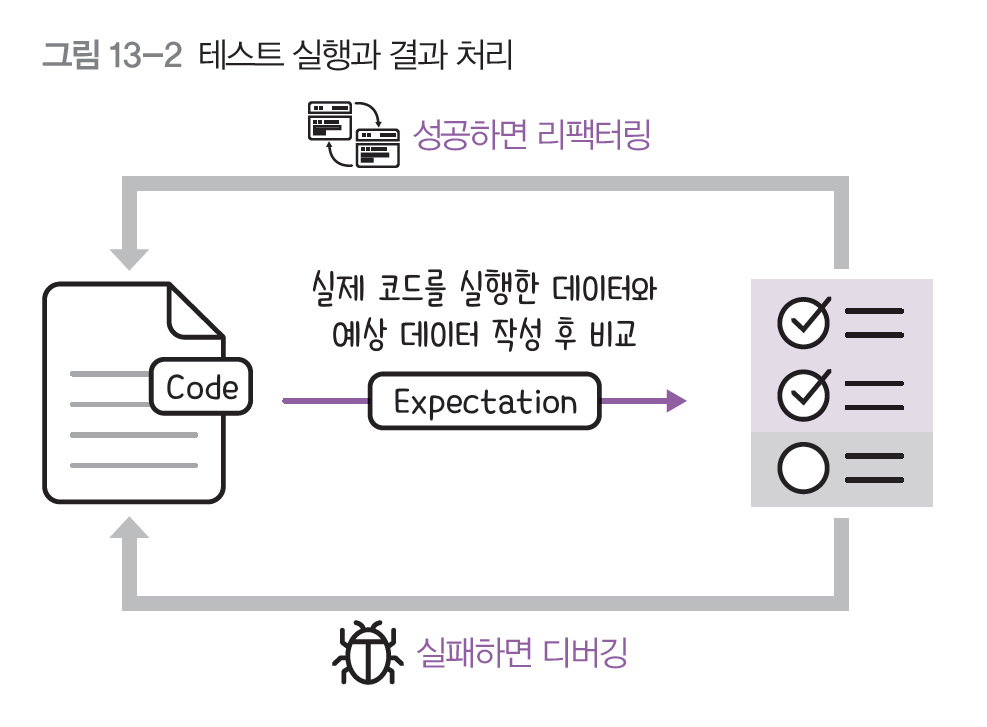 그림 13-2 테스트 실행과 결과 처리
성공하면 리팩터링
실제 코드를 실행한 데이터와
예상 데이터 작성 후 비교
Code
Expectation
실패하면 디버깅